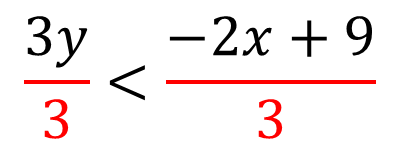 3y/3 < −2x + 9/3